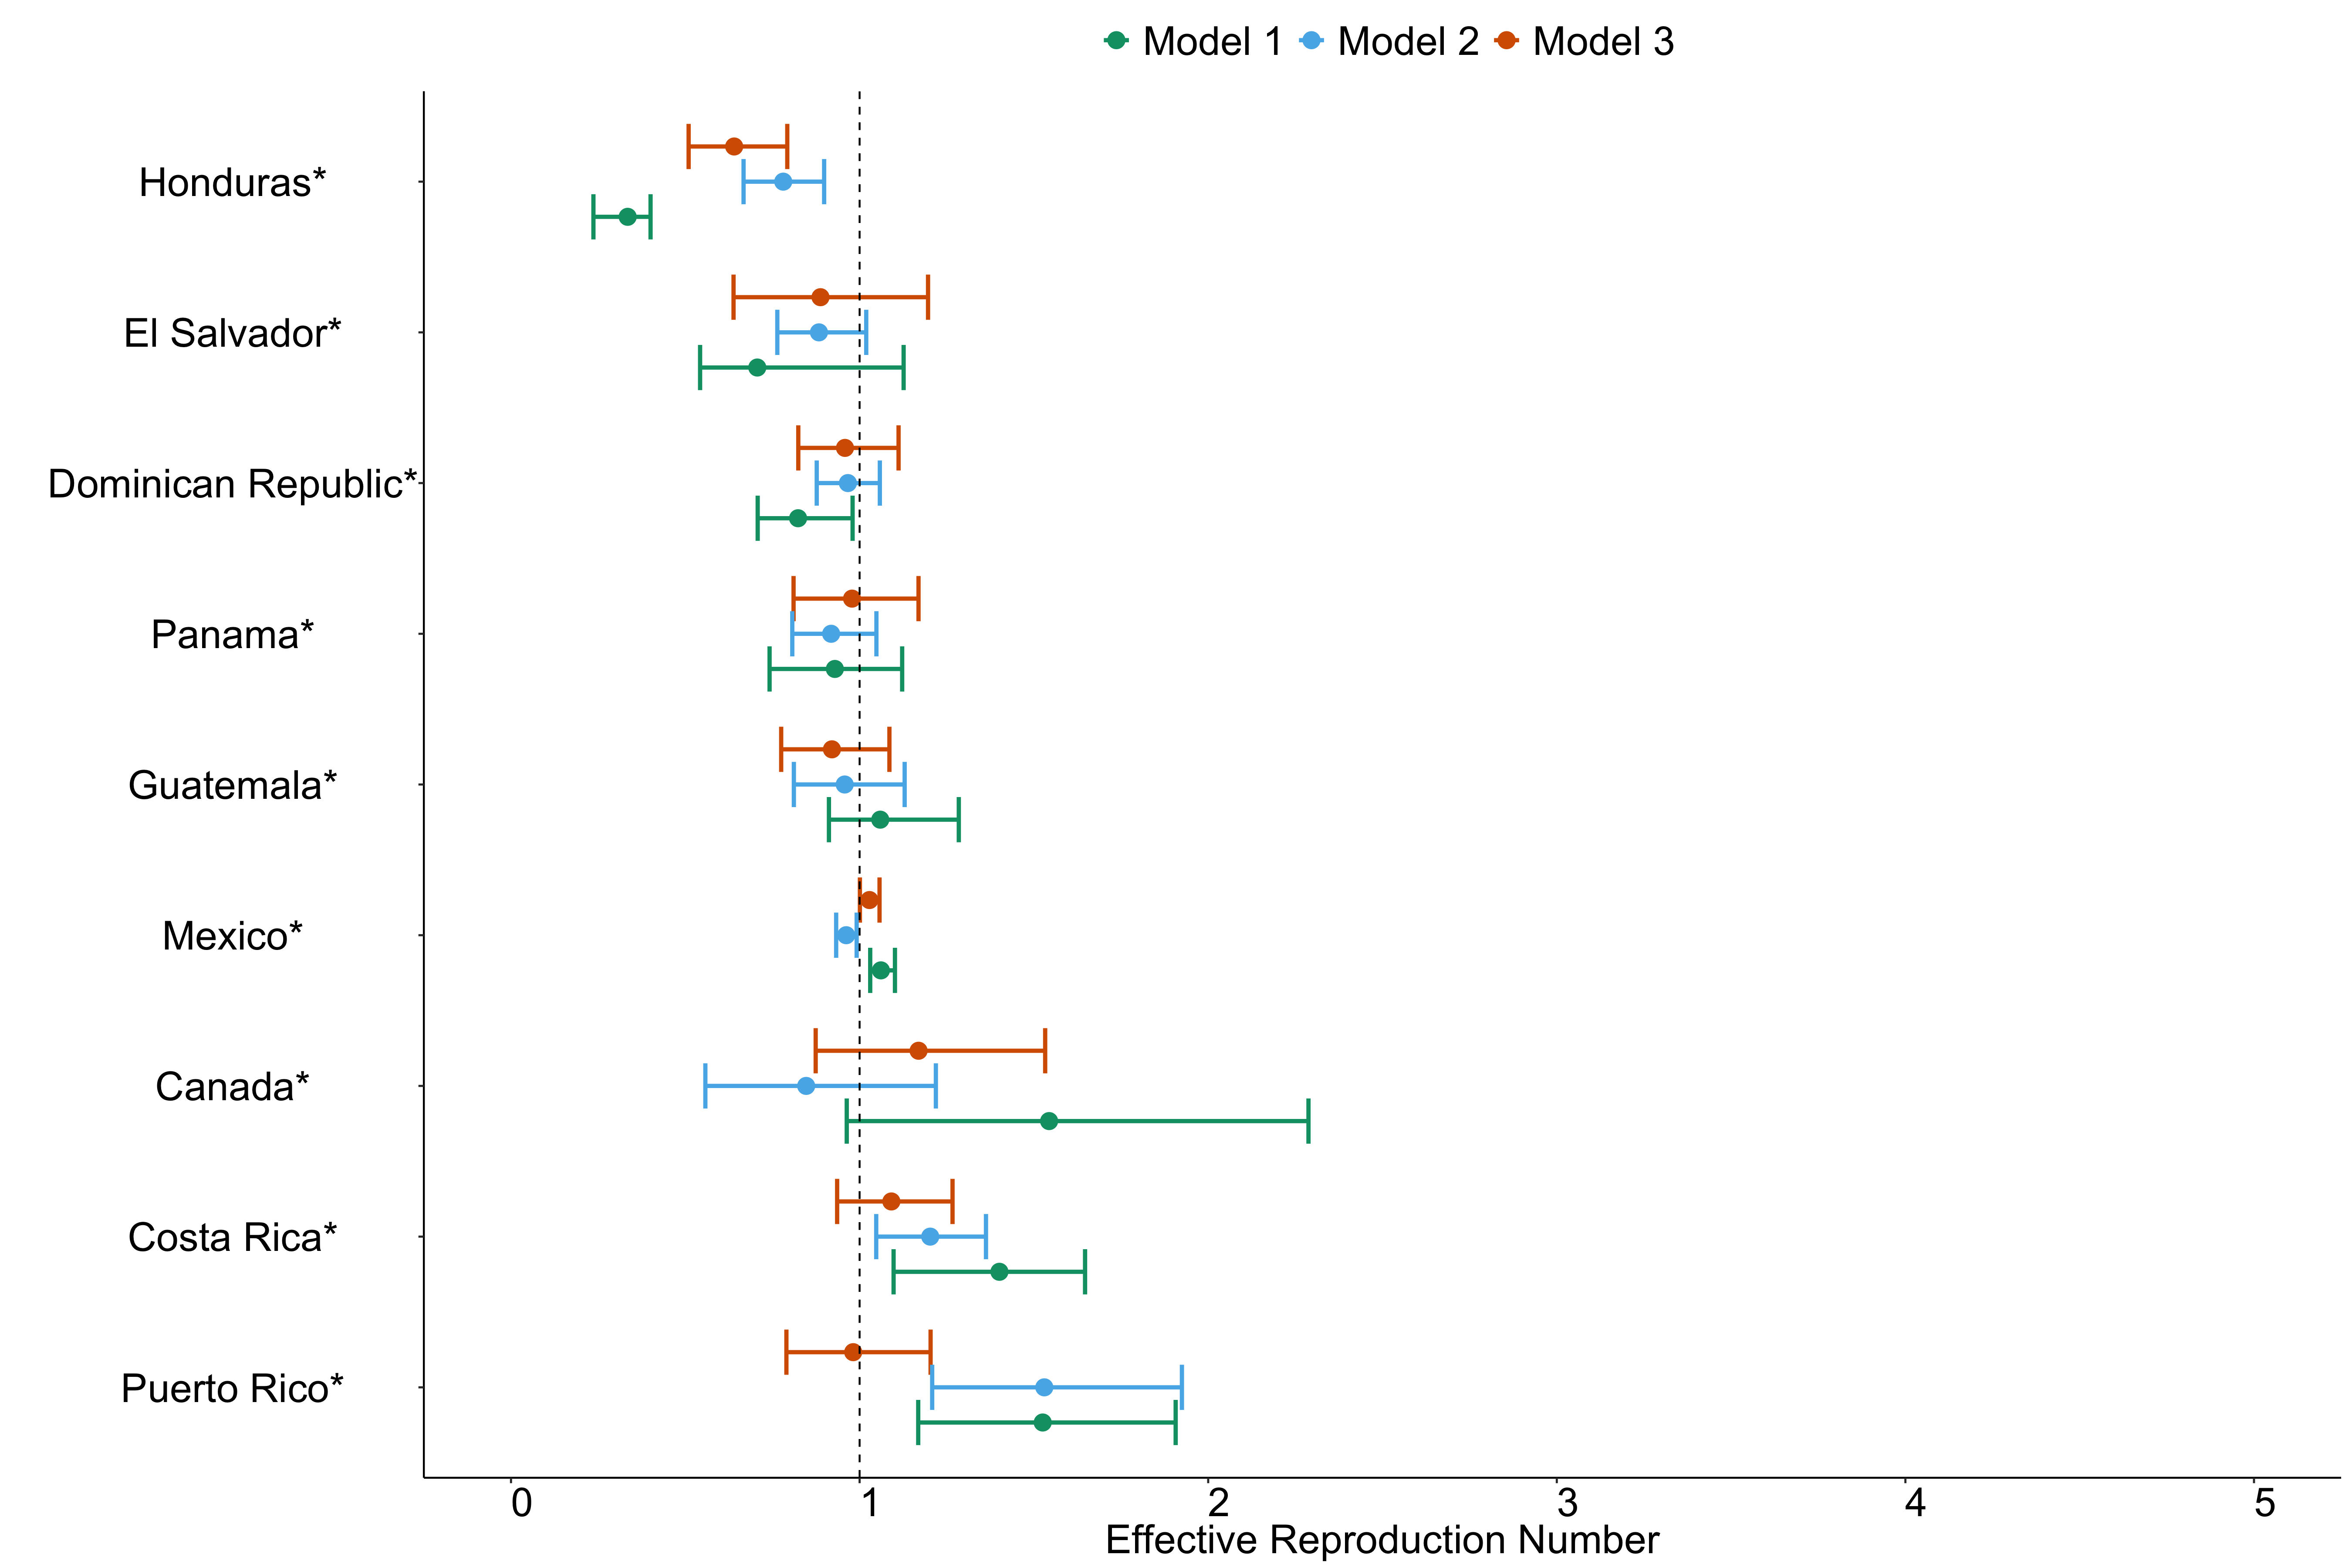 Model 1 Model 2 Model 3
Honduras*
El Salvador*
Dominican Republic*
Panama*
Guatemala*
Mexico*
Canada*
Costa Rica*
Puerto Rico*
0 1 2 3 4 5
Effective Reproduction Number